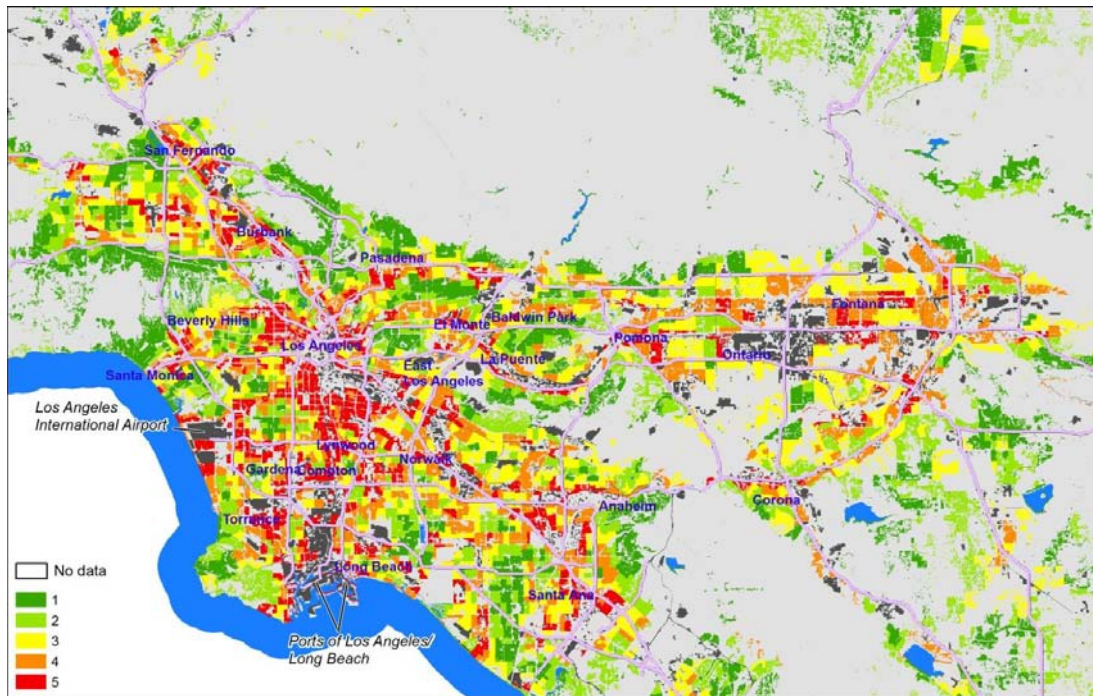 San Fernando
Burbank
Pasadena
Fontana
Beverly Hills
El Monte
Baldwin Park
Los Angeles
Pomona
Ontario
La Puente
East
Los Angeles
Santa Monica
Los Angeles
International Airport
Lynwood
Norwalk
Gardena
Compton
Corona
Anaheim
Torrance
Long Beach
Santa Ana
No data
1
2
3
4
5
Ports of Los Angeles/
Long Beach